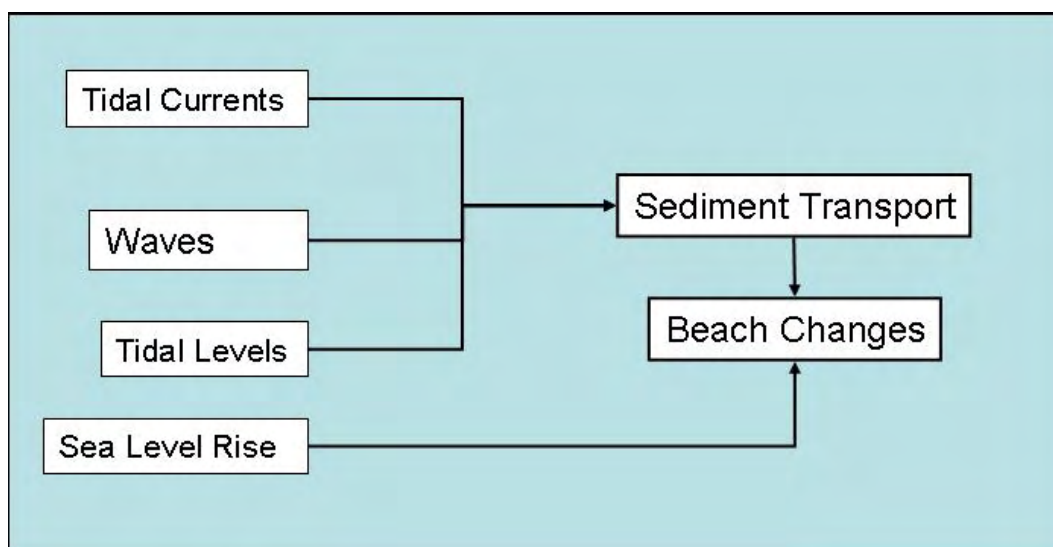 Tidal Currents
Waves
Tidal Levels
Sea Level Rise
Sediment Transport
Beach Changes